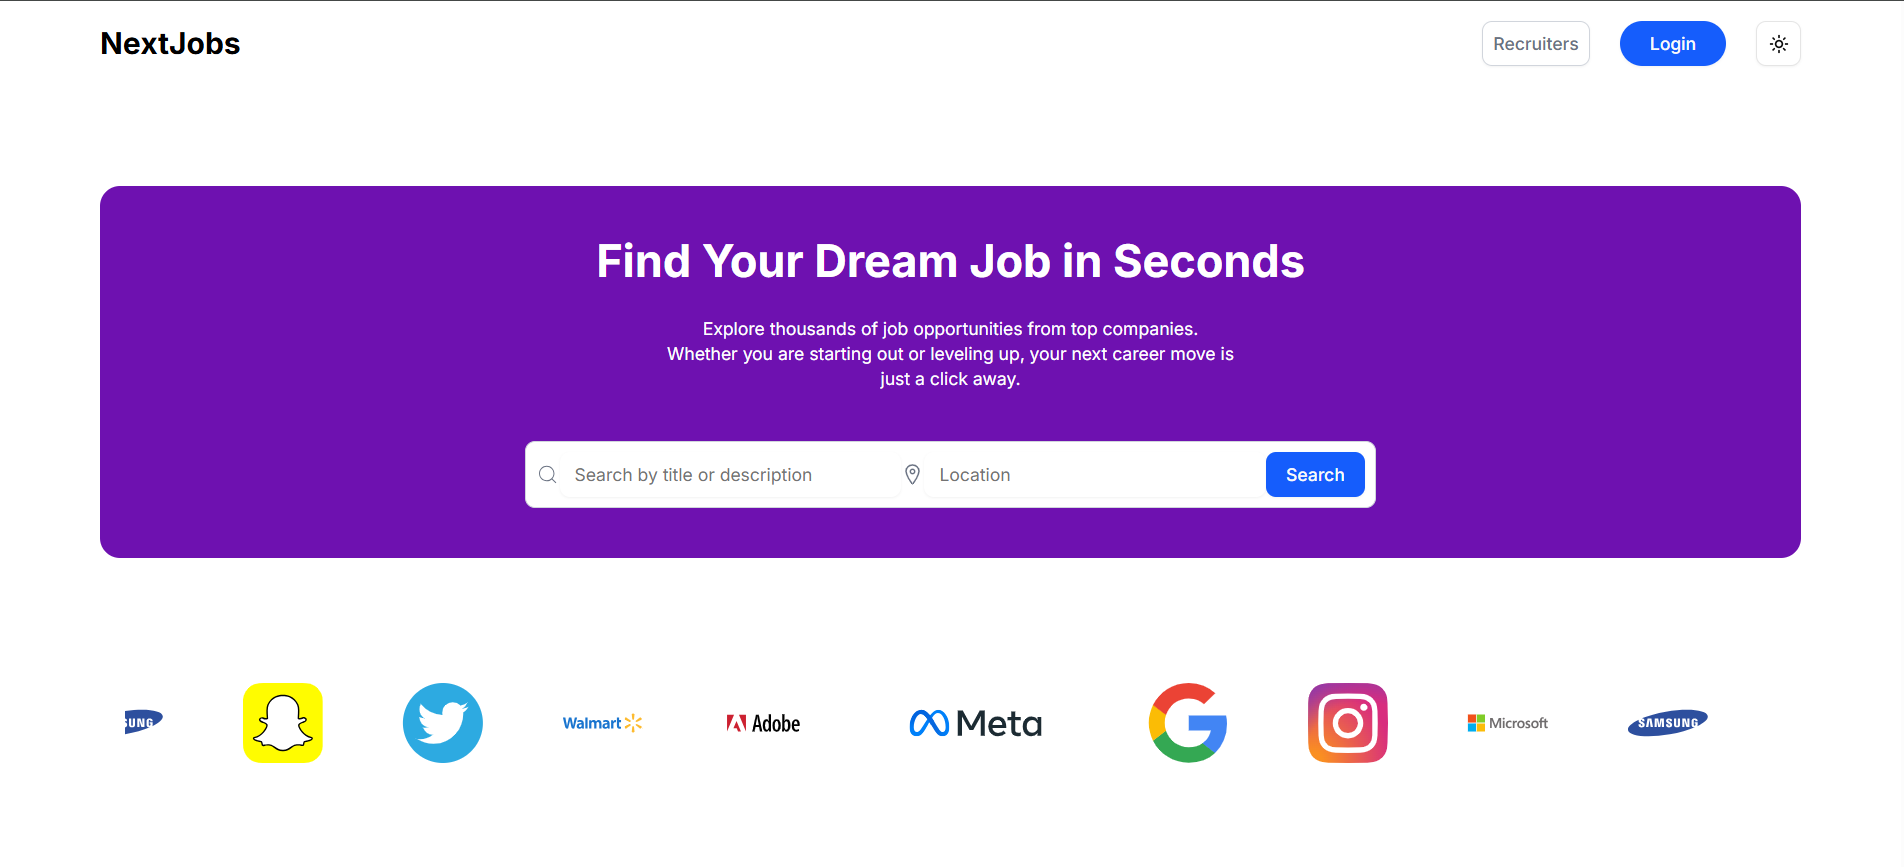 NextJobs
Recruiters
Login
Find Your Dream Job in Seconds
Explore thousands of job opportunities from top companies.
Whether you are starting out or leveling up, your next career move is
just a click away.
Search by title or description
Location
Search
SUNG
Walmart
Adobe
Meta
Microsoft
SAMSUNG